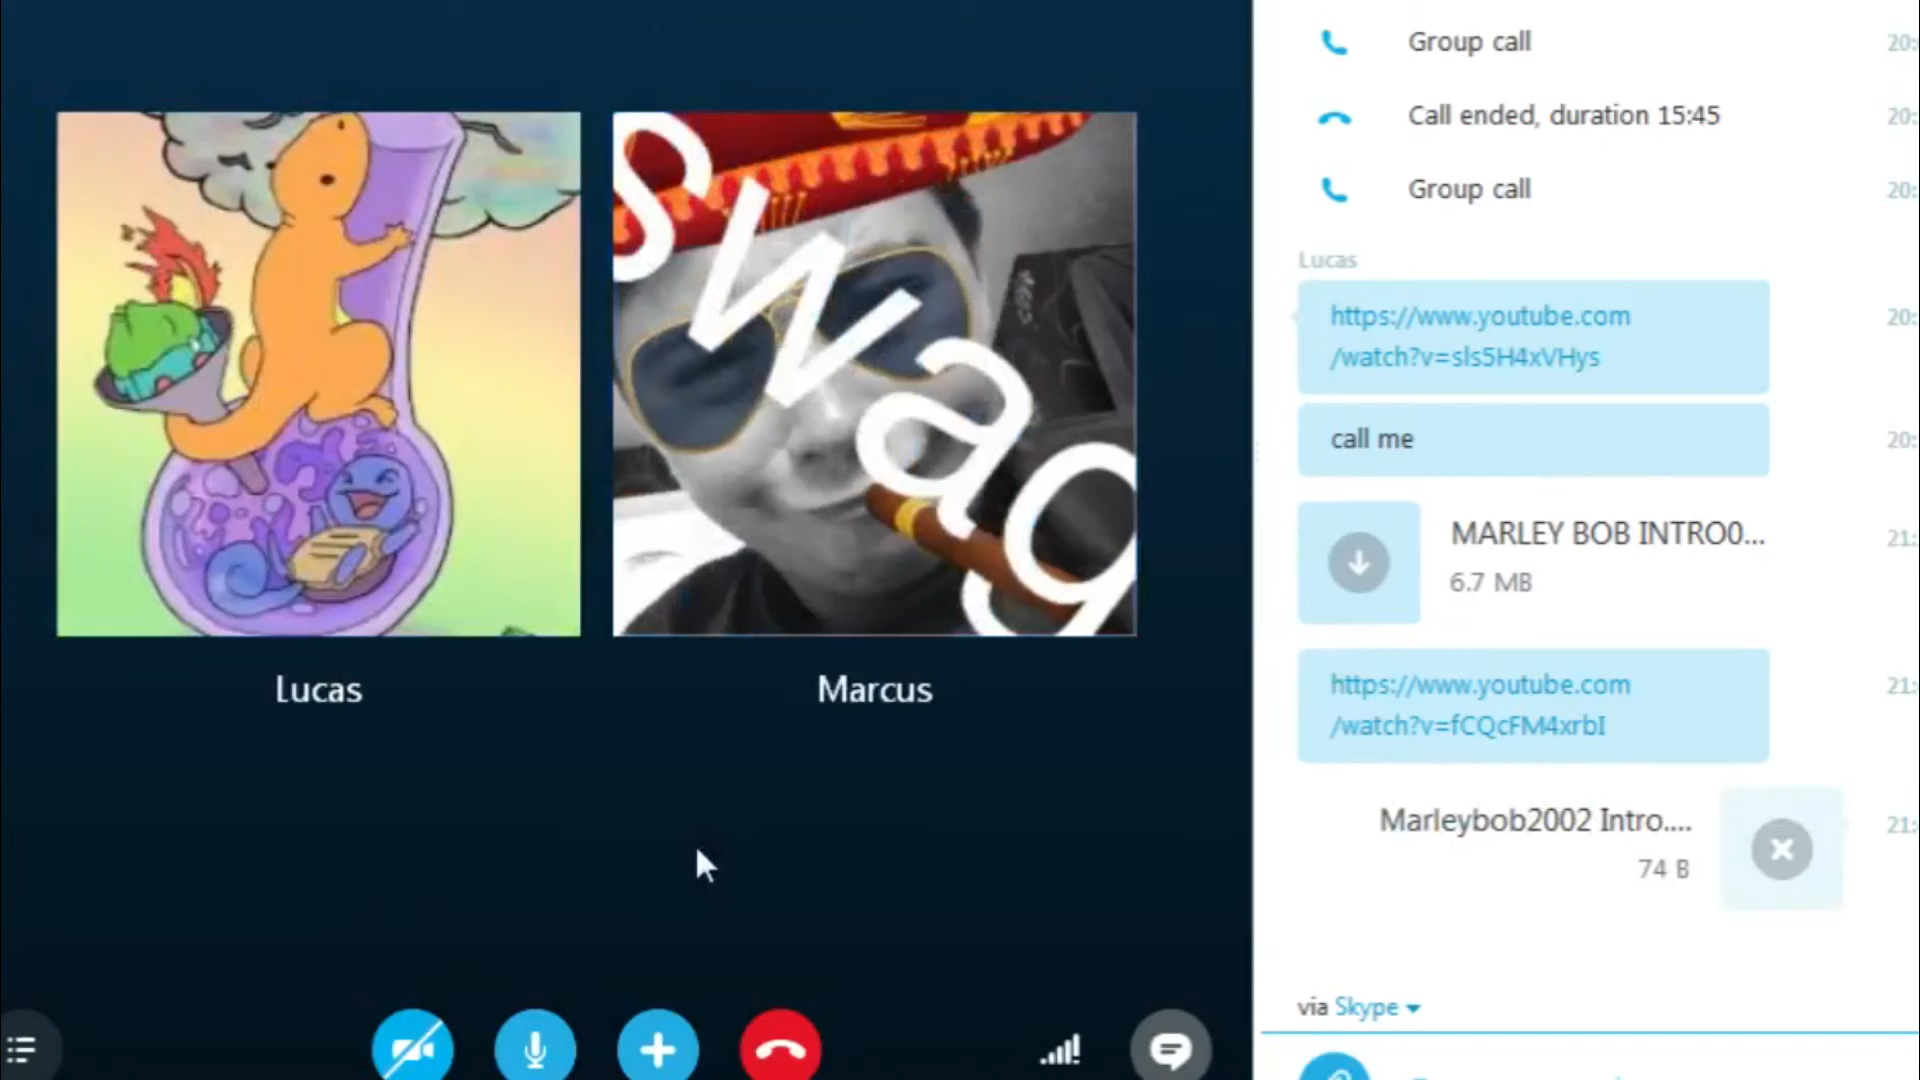 swag
Lucas
Marcus
Group call
20:
Call ended, duration 15:45
20:
Group call
20:
Lucas
https://www.youtube.com
/watch?v=sls5H4xVHys
20:
call me
20:
MARLEY BOB INTRO0...
6.7 MB
21:
https://www.youtube.com
/watch?v=fCQcFM4xrbI
21:
Marleybob2002 Intro....
74 B
21:
via Skype